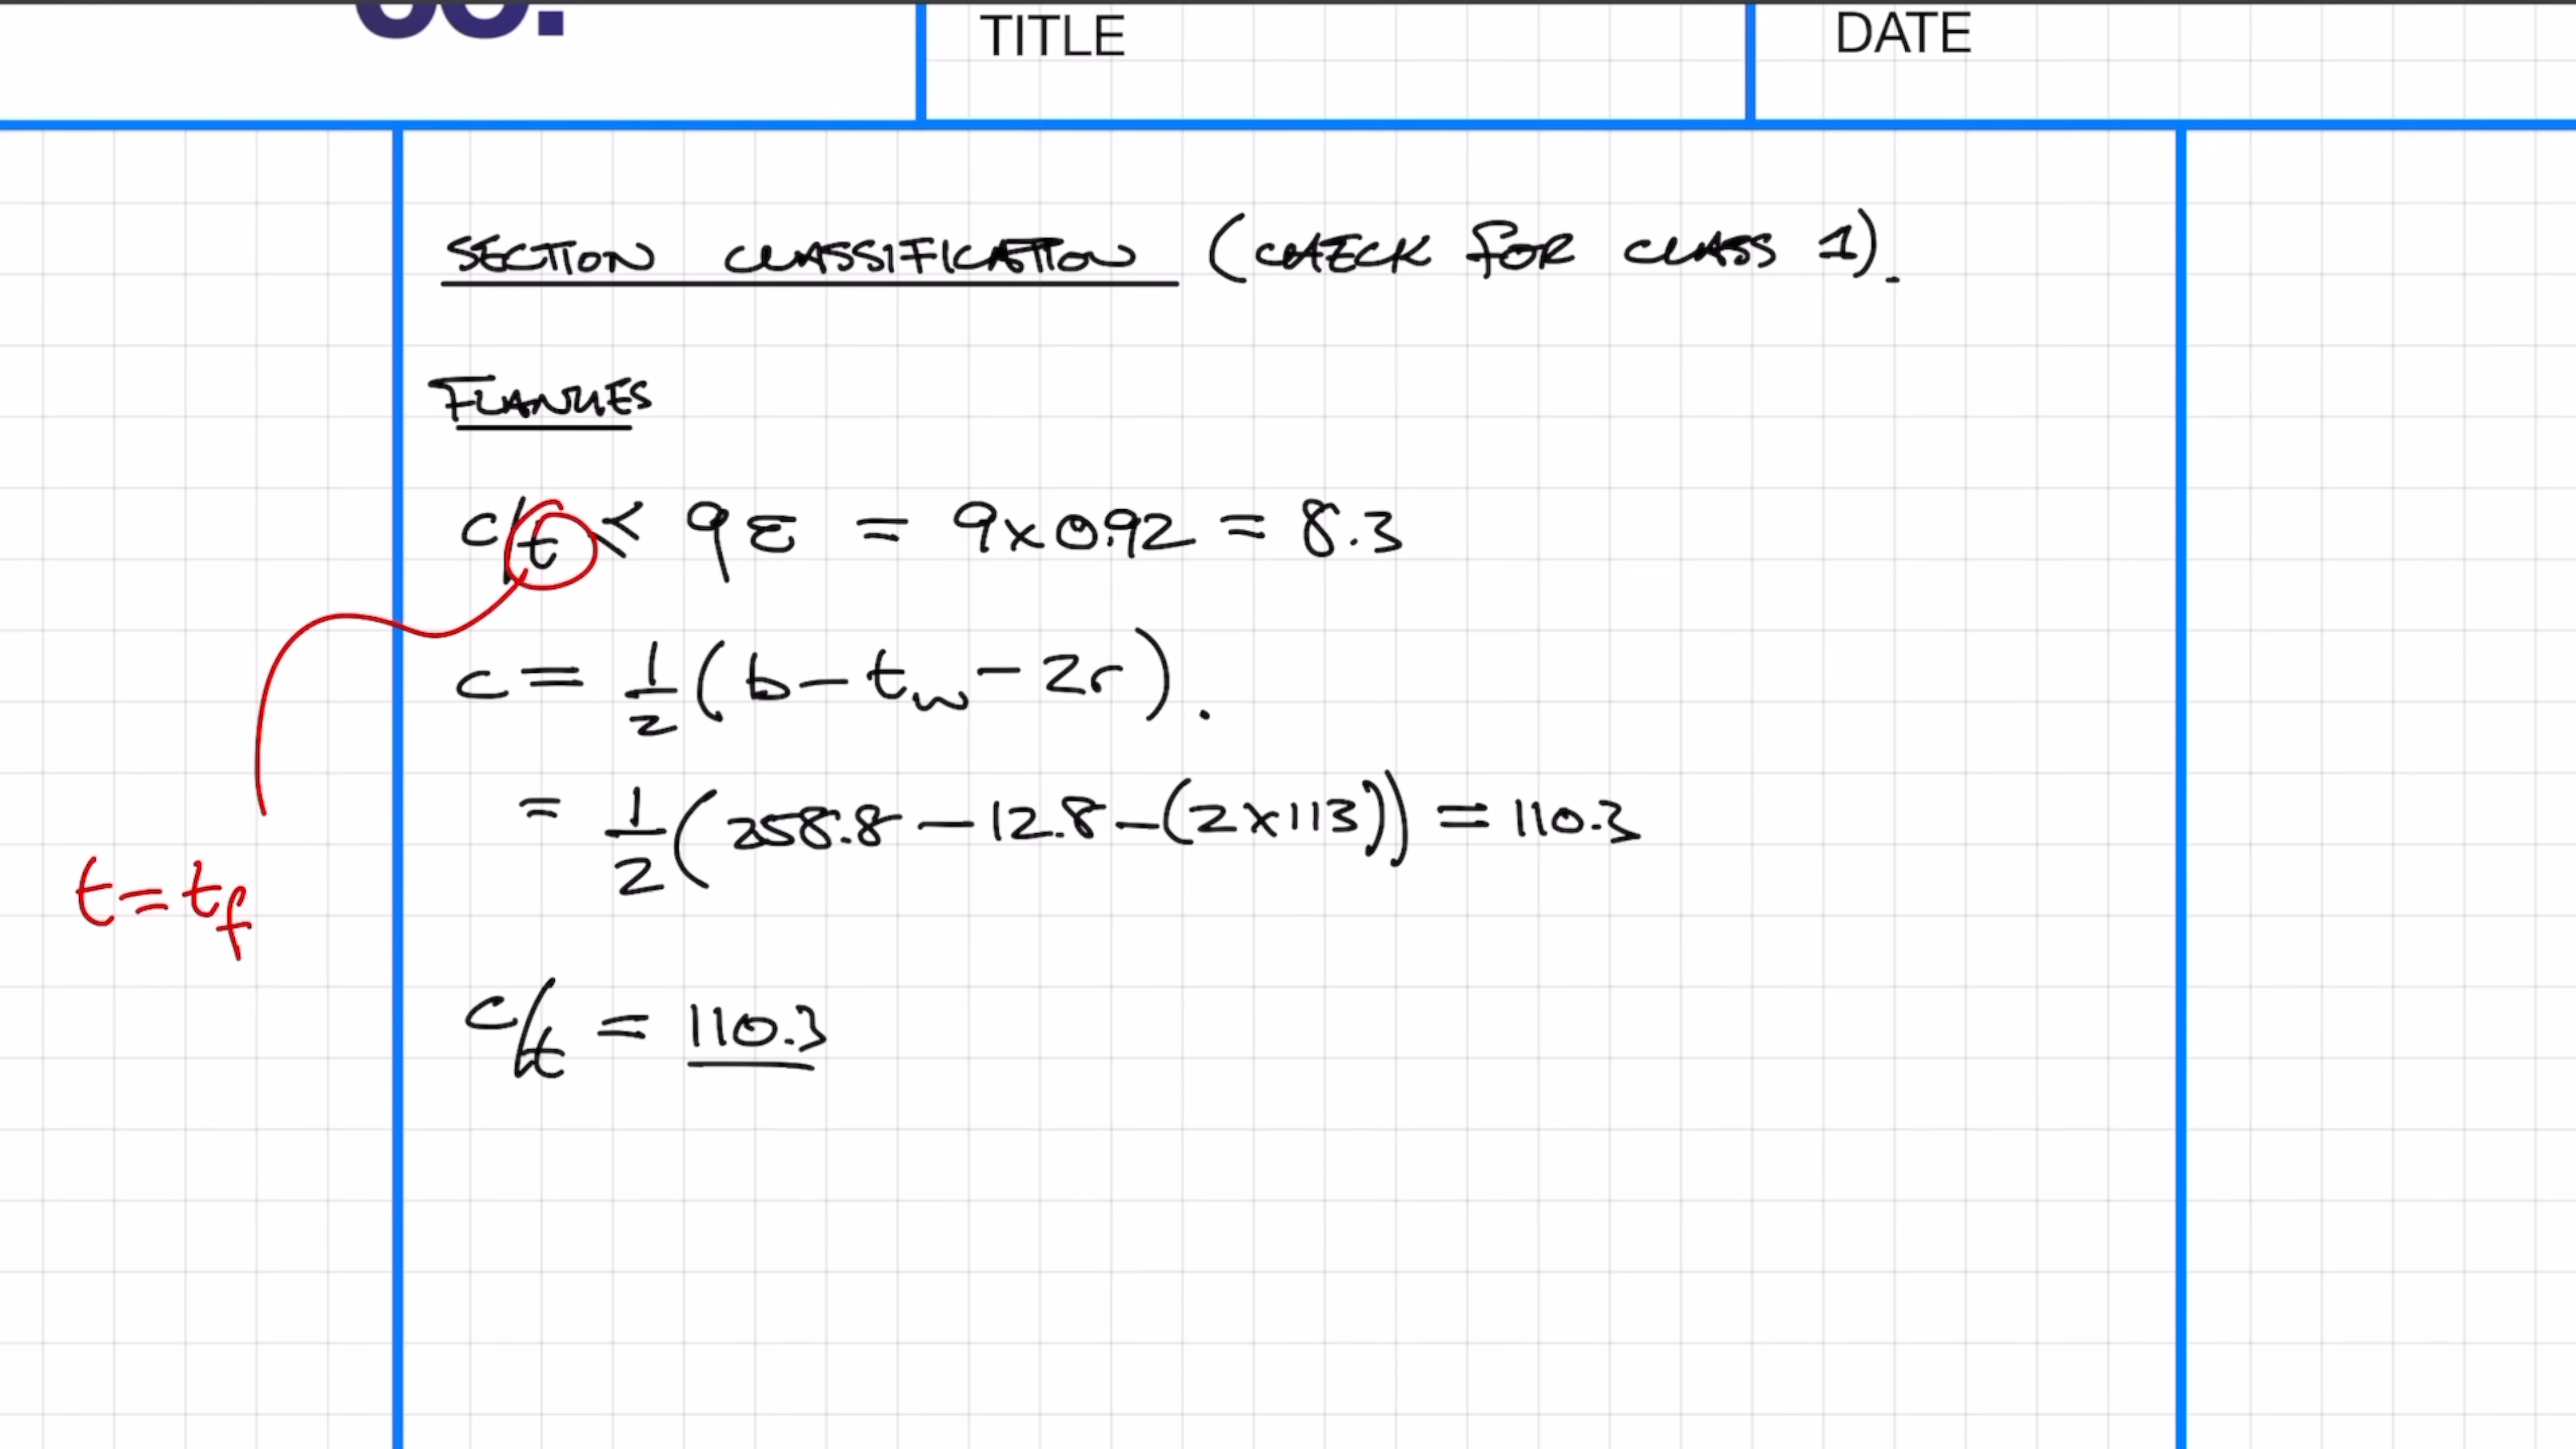 TITLE
DATE
SECTION CLASSIFICATION (CHECK FOR CLASS 1).
FLANGES
c/t ≤ 9ε = 9x0.92 = 8.3
c = 1/2 (b - tw - 2r).
= 1/2 (258.8 - 12.8 - (2x113)) = 110.3
t = tf
c/t = 110.3